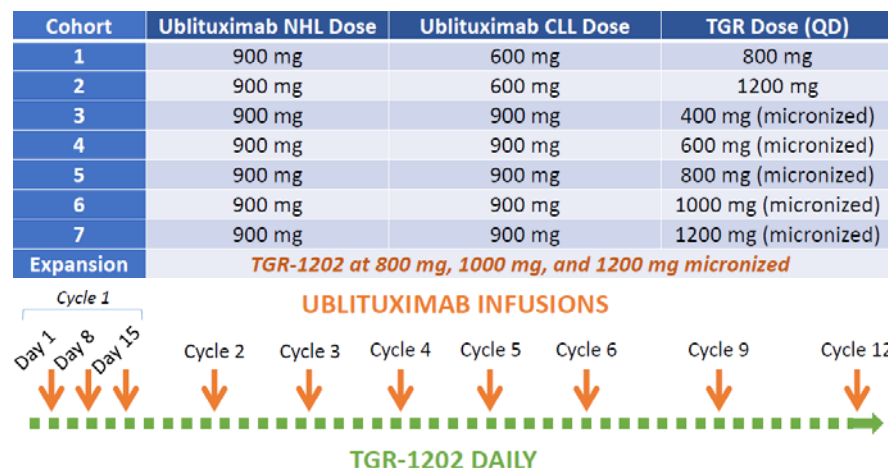 Cohort Ublituximab NHL Dose Ublituximab CLL Dose TGR Dose (QD)
1 900 mg 600 mg 800 mg
2 900 mg 600 mg 1200 mg
3 900 mg 900 mg 400 mg (micronized)
4 900 mg 900 mg 600 mg (micronized)
5 900 mg 900 mg 800 mg (micronized)
6 900 mg 900 mg 1000 mg (micronized)
7 900 mg 900 mg 1200 mg (micronized)
Expansion TGR-1202 at 800 mg, 1000 mg, and 1200 mg micronized
Cycle 1 UBLITUXIMAB INFUSIONS
Day 1 Day 8 Day 15 Cycle 2 Cycle 3 Cycle 4 Cycle 5 Cycle 6 Cycle 9 Cycle 12
TGR-1202 DAILY